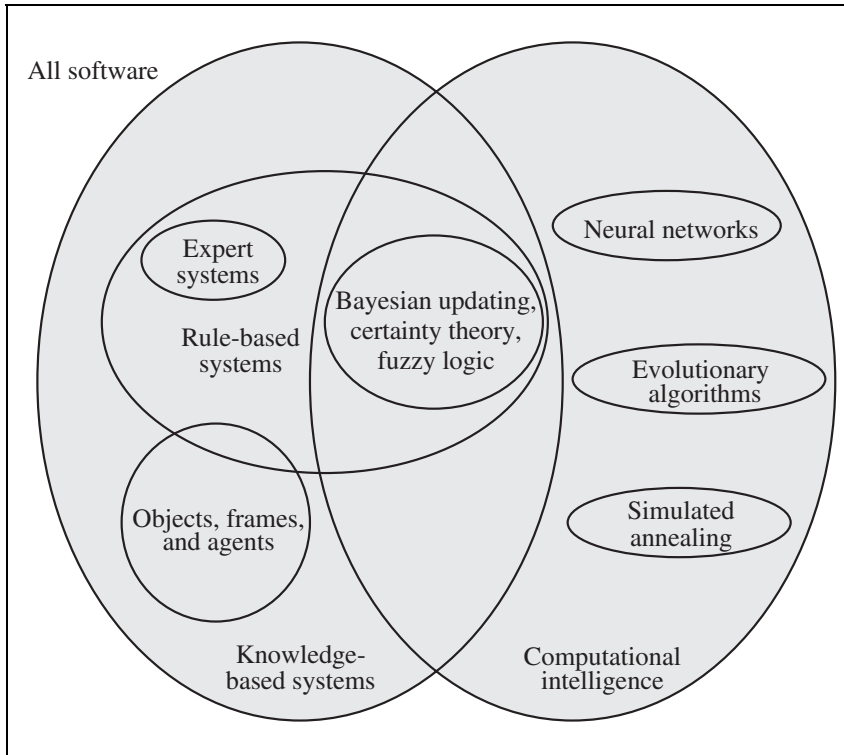 All software
Expert
systems
Neural networks
Bayesian updating,
certainty theory,
fuzzy logic
Rule-based
systems
Evolutionary
algorithms
Objects, frames,
and agents
Simulated
annealing
Knowledge-
based systems
Computational
intelligence